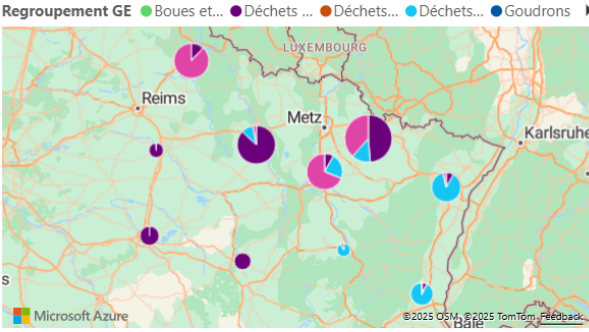 Regroupement GE Boues et... Déchets ... Déchets... Déchets... Goudrons
LUXEMBOURG
Reims
Metz
Karlsruhe
S
Microsoft Azure
©2025 OSM, ©2025 TomTom, Feedback
Bâle